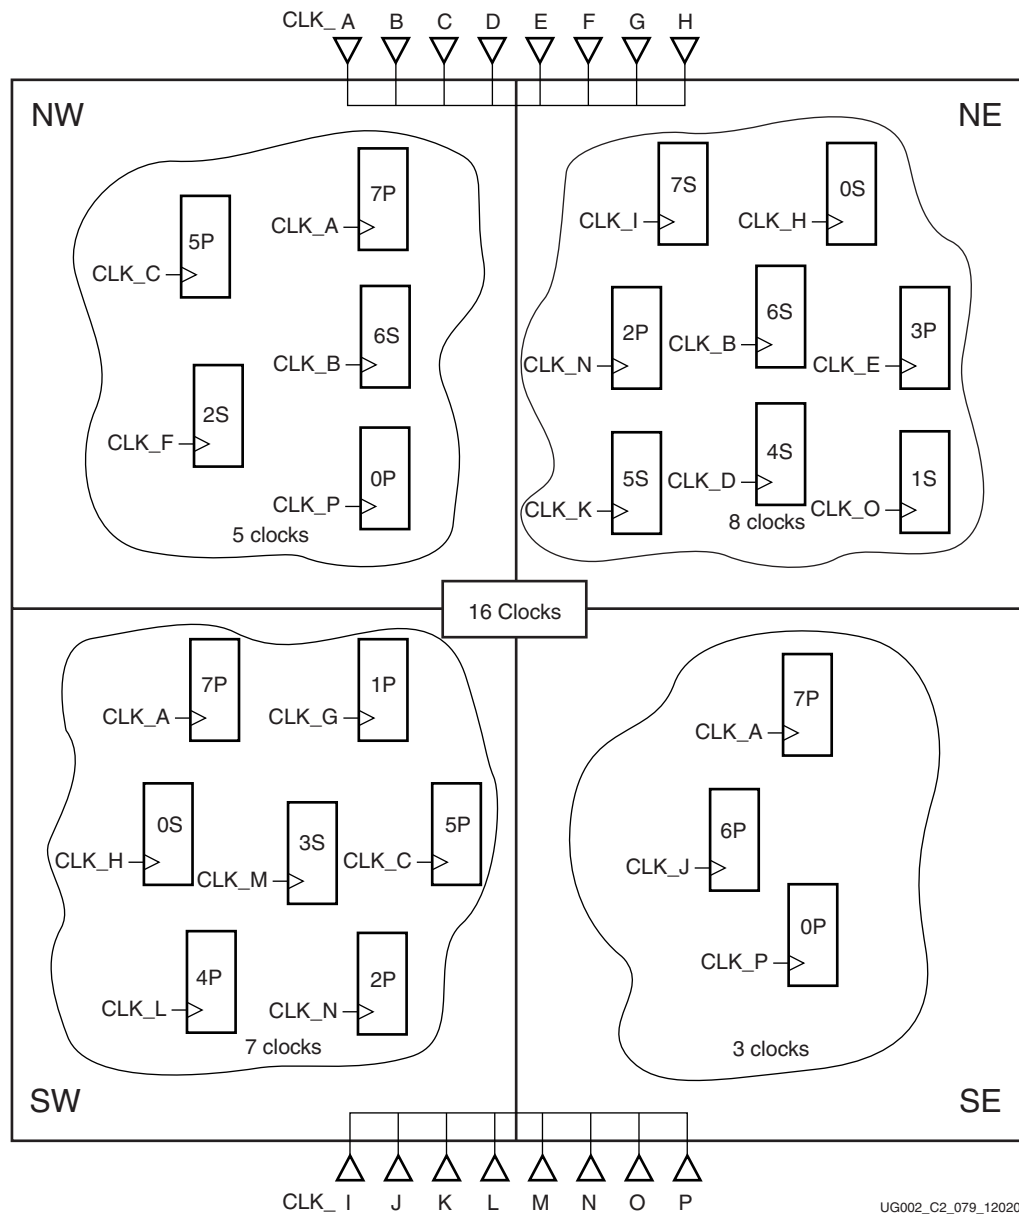 CLK_ A B C D E F G H
NW
7P
CLK_A
5P
CLK_C
6S
CLK_B
2S
CLK_F
0P
CLK_P
5 clocks
NE
7S
CLK_I
0S
CLK_H
2P
CLK_N
6S
CLK_B
3P
CLK_E
5S
CLK_K
4S
CLK_D
1S
CLK_O
8 clocks
16 Clocks
7P
CLK_A
1P
CLK_G
0S
CLK_H
3S
CLK_M
5P
CLK_C
4P
CLK_L
2P
CLK_N
7 clocks
SW
7P
CLK_A
6P
CLK_J
0P
CLK_P
3 clocks
SE
CLK_ I J K L M N O P
UG002_C2_079_12020